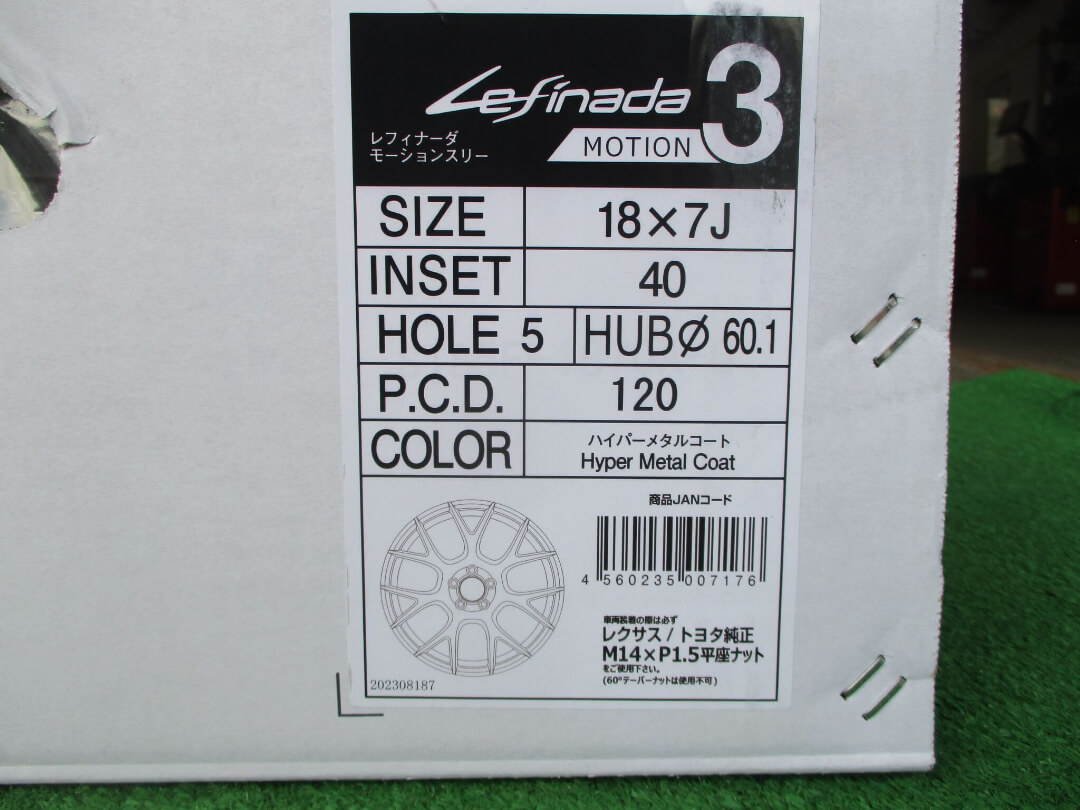 Lefinada
レフィナーダ
モーションスリー
MOTION 3
SIZE 18×7J
INSET 40
HOLE 5 HUBø 60.1
P.C.D. 120
COLOR ハイパーメタルコート
Hyper Metal Coat
商品JANコード
4 560235 007176
車両装着の際は必ず
レクサス / トヨタ純正
M14×P1.5平座ナット
をご使用下さい。
(60°テーパーナットは使用不可)
202308187